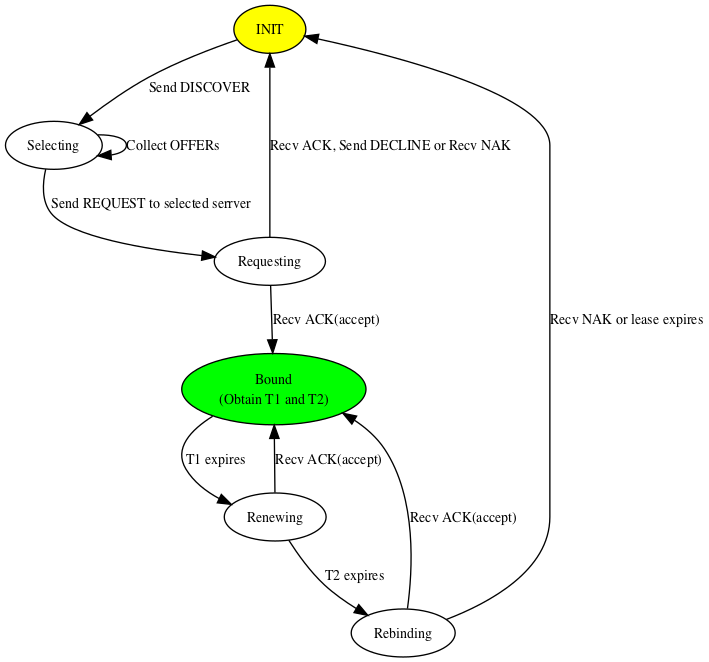 INIT
Send DISCOVER
Selecting
Collect OFFERs
Recv ACK, Send DECLINE or Recv NAK
Send REQUEST to selected serrver
Requesting
Recv ACK(accept)
Recv NAK or lease expires
Bound
(Obtain T1 and T2)
T1 expires
Recv ACK(accept)
Renewing
Recv ACK(accept)
T2 expires
Rebinding